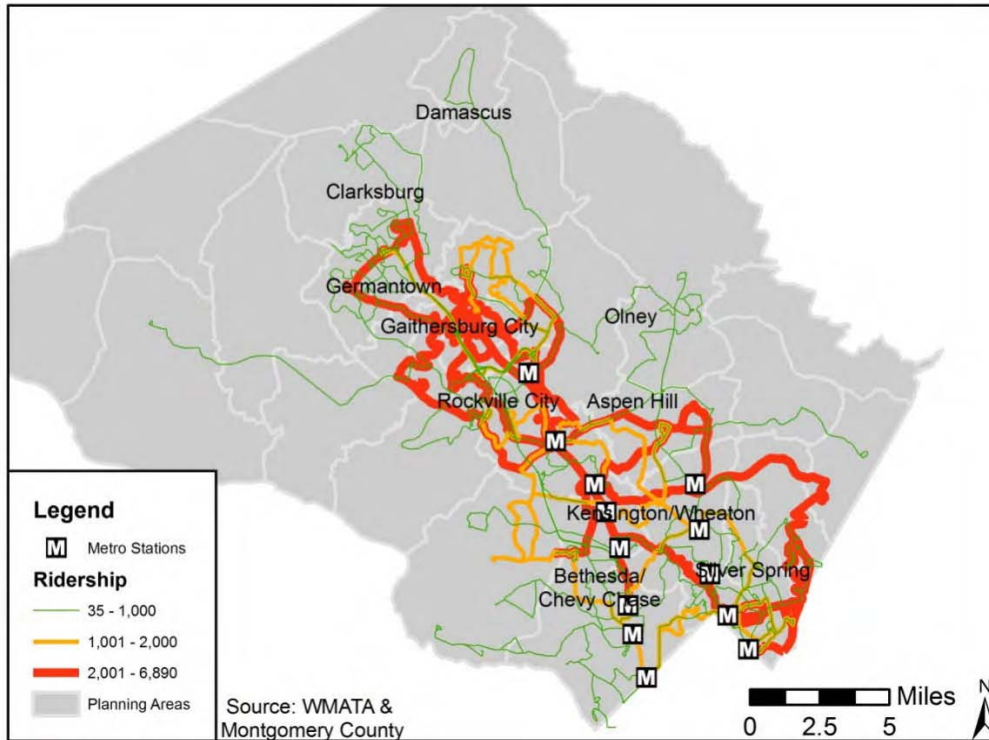 Damascus
Clarksburg
Germantown
Gaithersburg City
Olney
Rockville City
Aspen Hill
M
M
M
M
Kensington/Wheaton
M
M
M
Bethesda/
Chevy Chase
Silver Spring
M
M
M
M
M
M
Legend
M Metro Stations
Ridership
35 - 1,000
1,001 - 2,000
2,001 - 6,890
Planning Areas
Source: WMATA &
Montgomery County
Miles
0 2.5 5
N